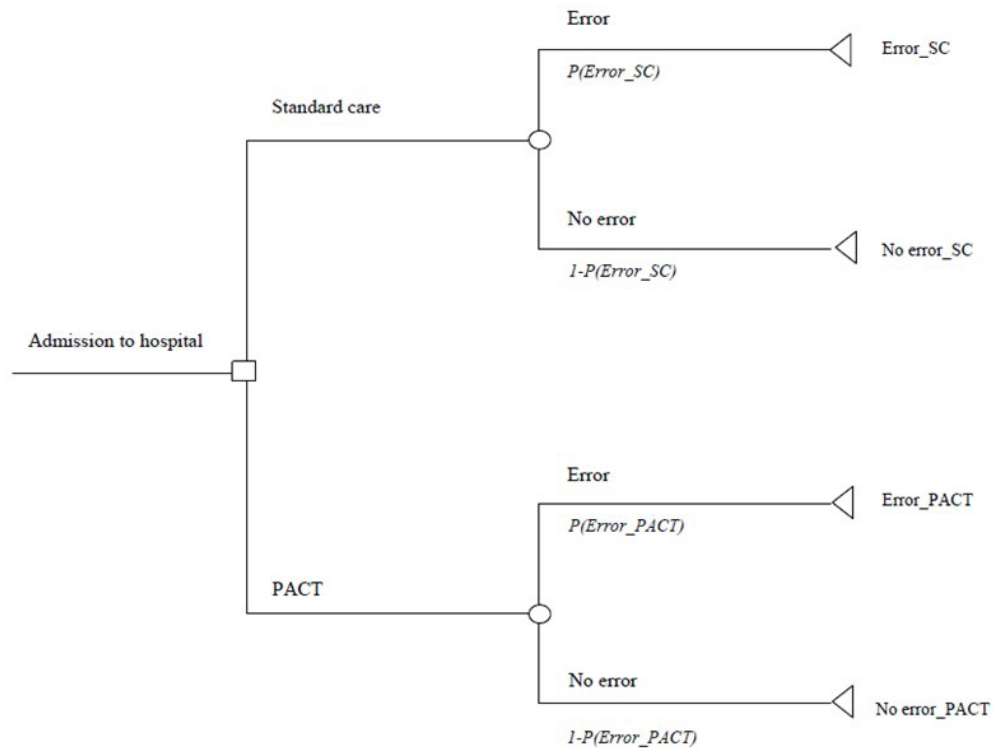 Error
Error_SC
P(Error_SC)
Standard care
No error
No error_SC
1-P(Error_SC)
Admission to hospital
Error
Error_PACT
P(Error_PACT)
PACT
No error
No error_PACT
1-P(Error_PACT)